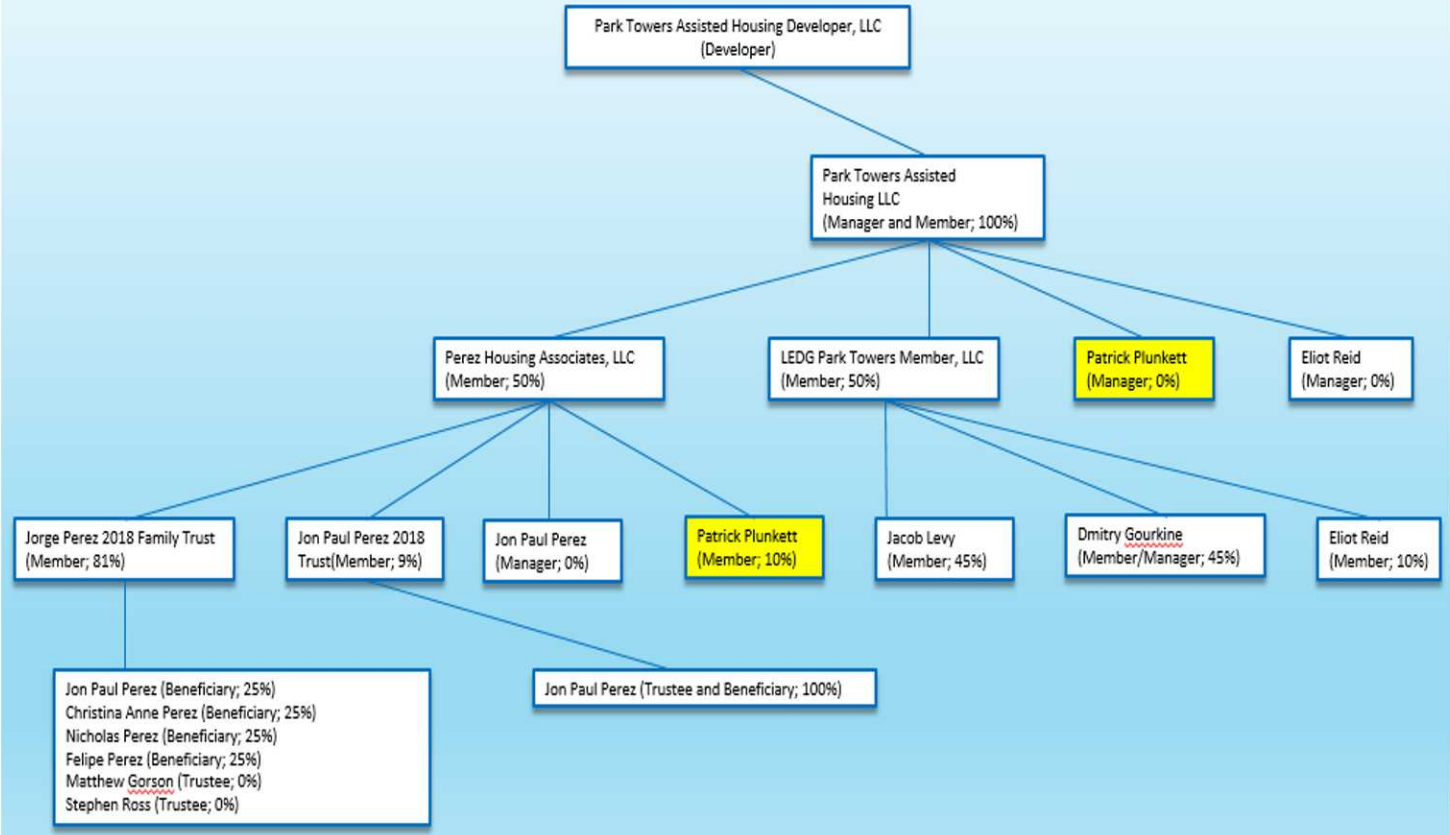 Park Towers Assisted Housing Developer, LLC
(Developer)
Park Towers Assisted
Housing LLC
(Manager and Member; 100%)
Perez Housing Associates, LLC
(Member; 50%)
LEDG Park Towers Member, LLC
(Member; 50%)
Patrick Plunkett
(Manager; 0%)
Eliot Reid
(Manager; 0%)
Jorge Perez 2018 Family Trust
(Member; 81%)
Jon Paul Perez 2018
Trust(Member; 9%)
Jon Paul Perez
(Manager; 0%)
Patrick Plunkett
(Member; 10%)
Jacob Levy
(Member; 45%)
Dmitry Gourkine
(Member/Manager; 45%)
Eliot Reid
(Member; 10%)
Jon Paul Perez (Beneficiary; 25%)
Christina Anne Perez (Beneficiary; 25%)
Nicholas Perez (Beneficiary; 25%)
Felipe Perez (Beneficiary; 25%)
Matthew Gorson (Trustee; 0%)
Stephen Ross (Trustee; 0%)
Jon Paul Perez (Trustee and Beneficiary; 100%)